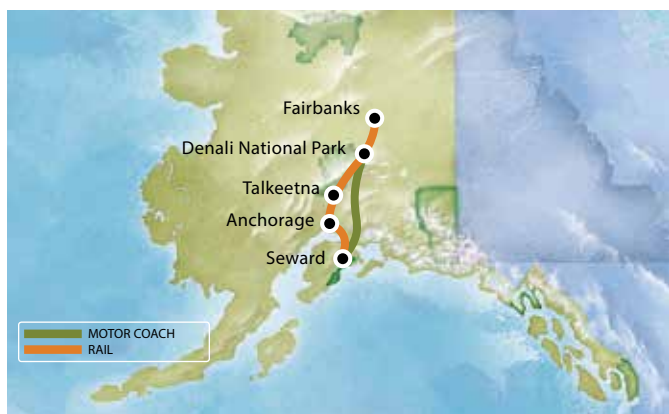 Fairbanks
Denali National Park
Talkeetna
Anchorage
Seward
MOTOR COACH
RAIL